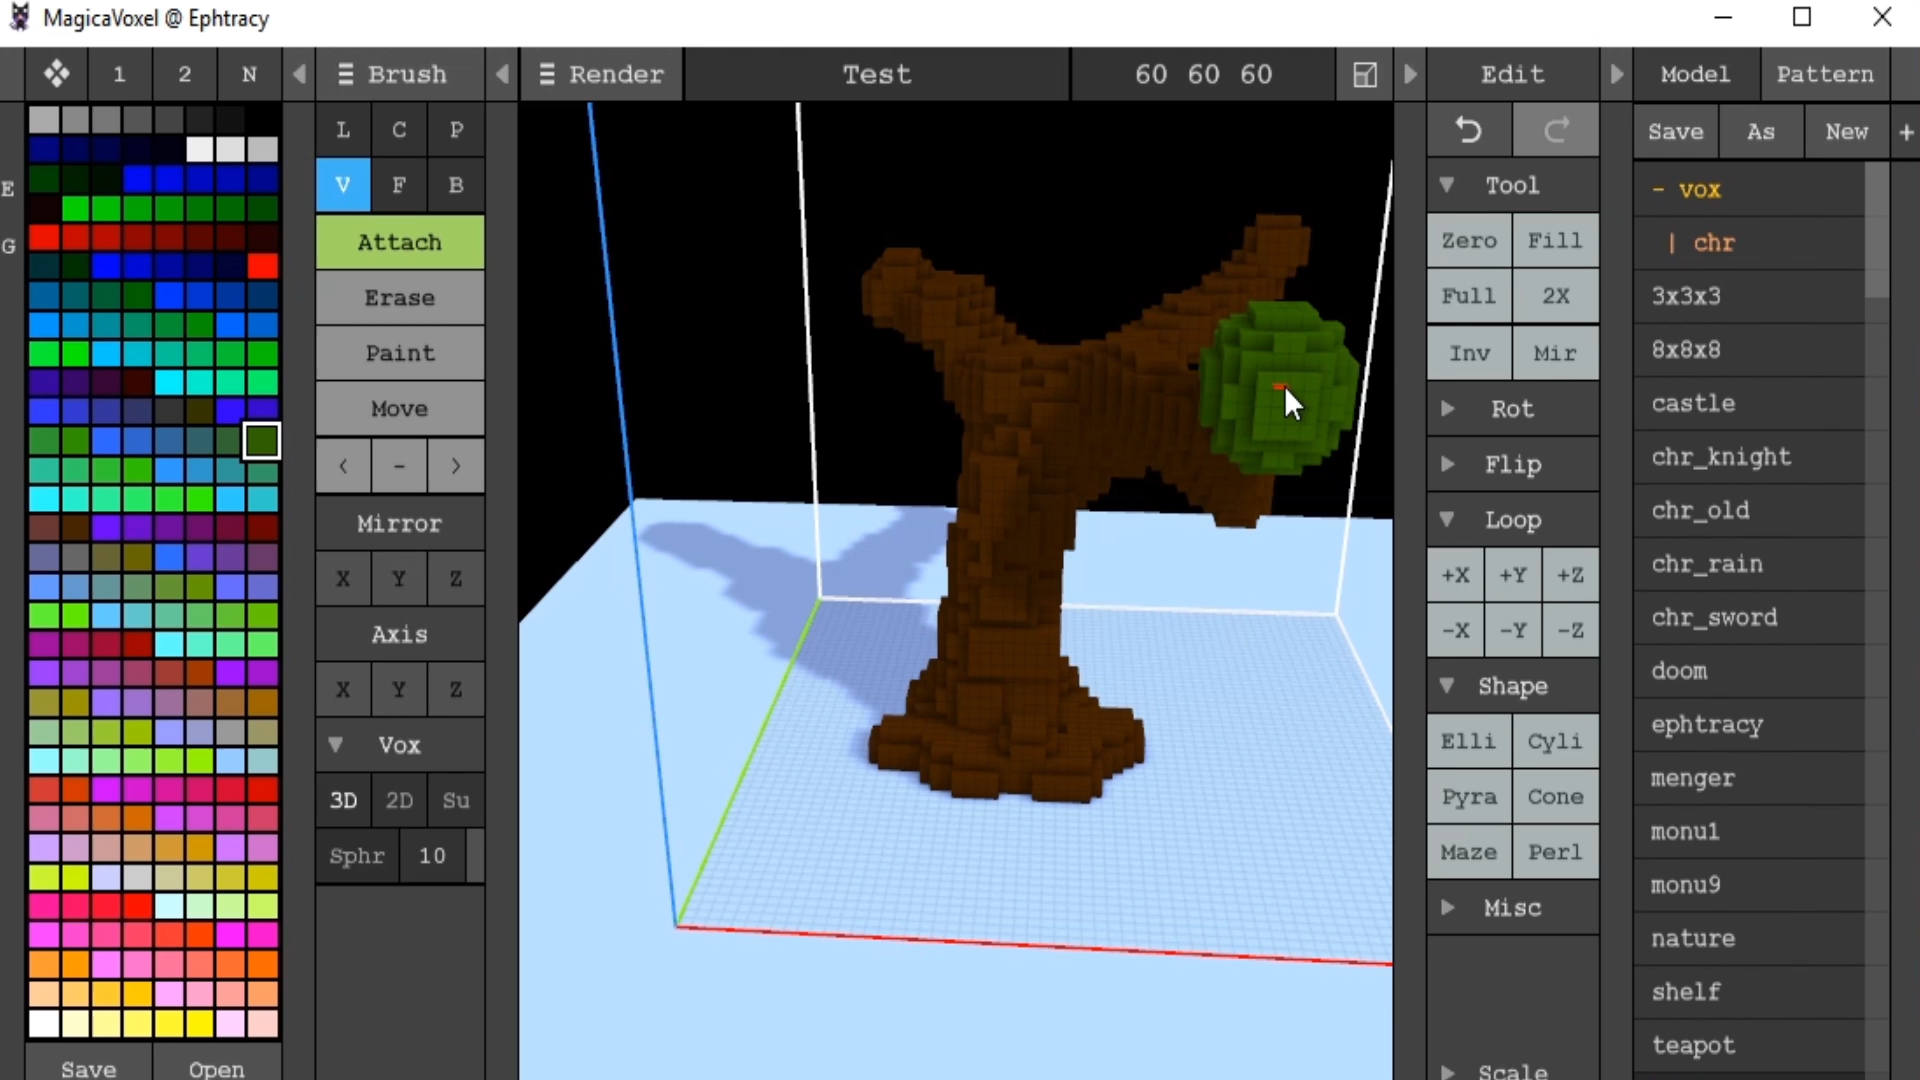 MagicaVoxel @ Ephtracy
1 2 N Brush Render Test 60 60 60 Edit Model Pattern
L C P
Save As New +
V F B
E
G
Attach
Erase
Paint
Move
< - >
Mirror
X Y Z
Axis
X Y Z
Vox
3D 2D Su
Sphr 10
Save Open
Tool
Zero Fill
Full 2X
Inv Mir
Rot
Flip
Loop
+X +Y +Z
-X -Y -Z
Shape
Elli Cyli
Pyra Cone
Maze Perl
Misc
Scale
- vox
| chr
3x3x3
8x8x8
castle
chr_knight
chr_old
chr_rain
chr_sword
doom
ephtracy
menger
monu1
monu9
nature
shelf
teapot